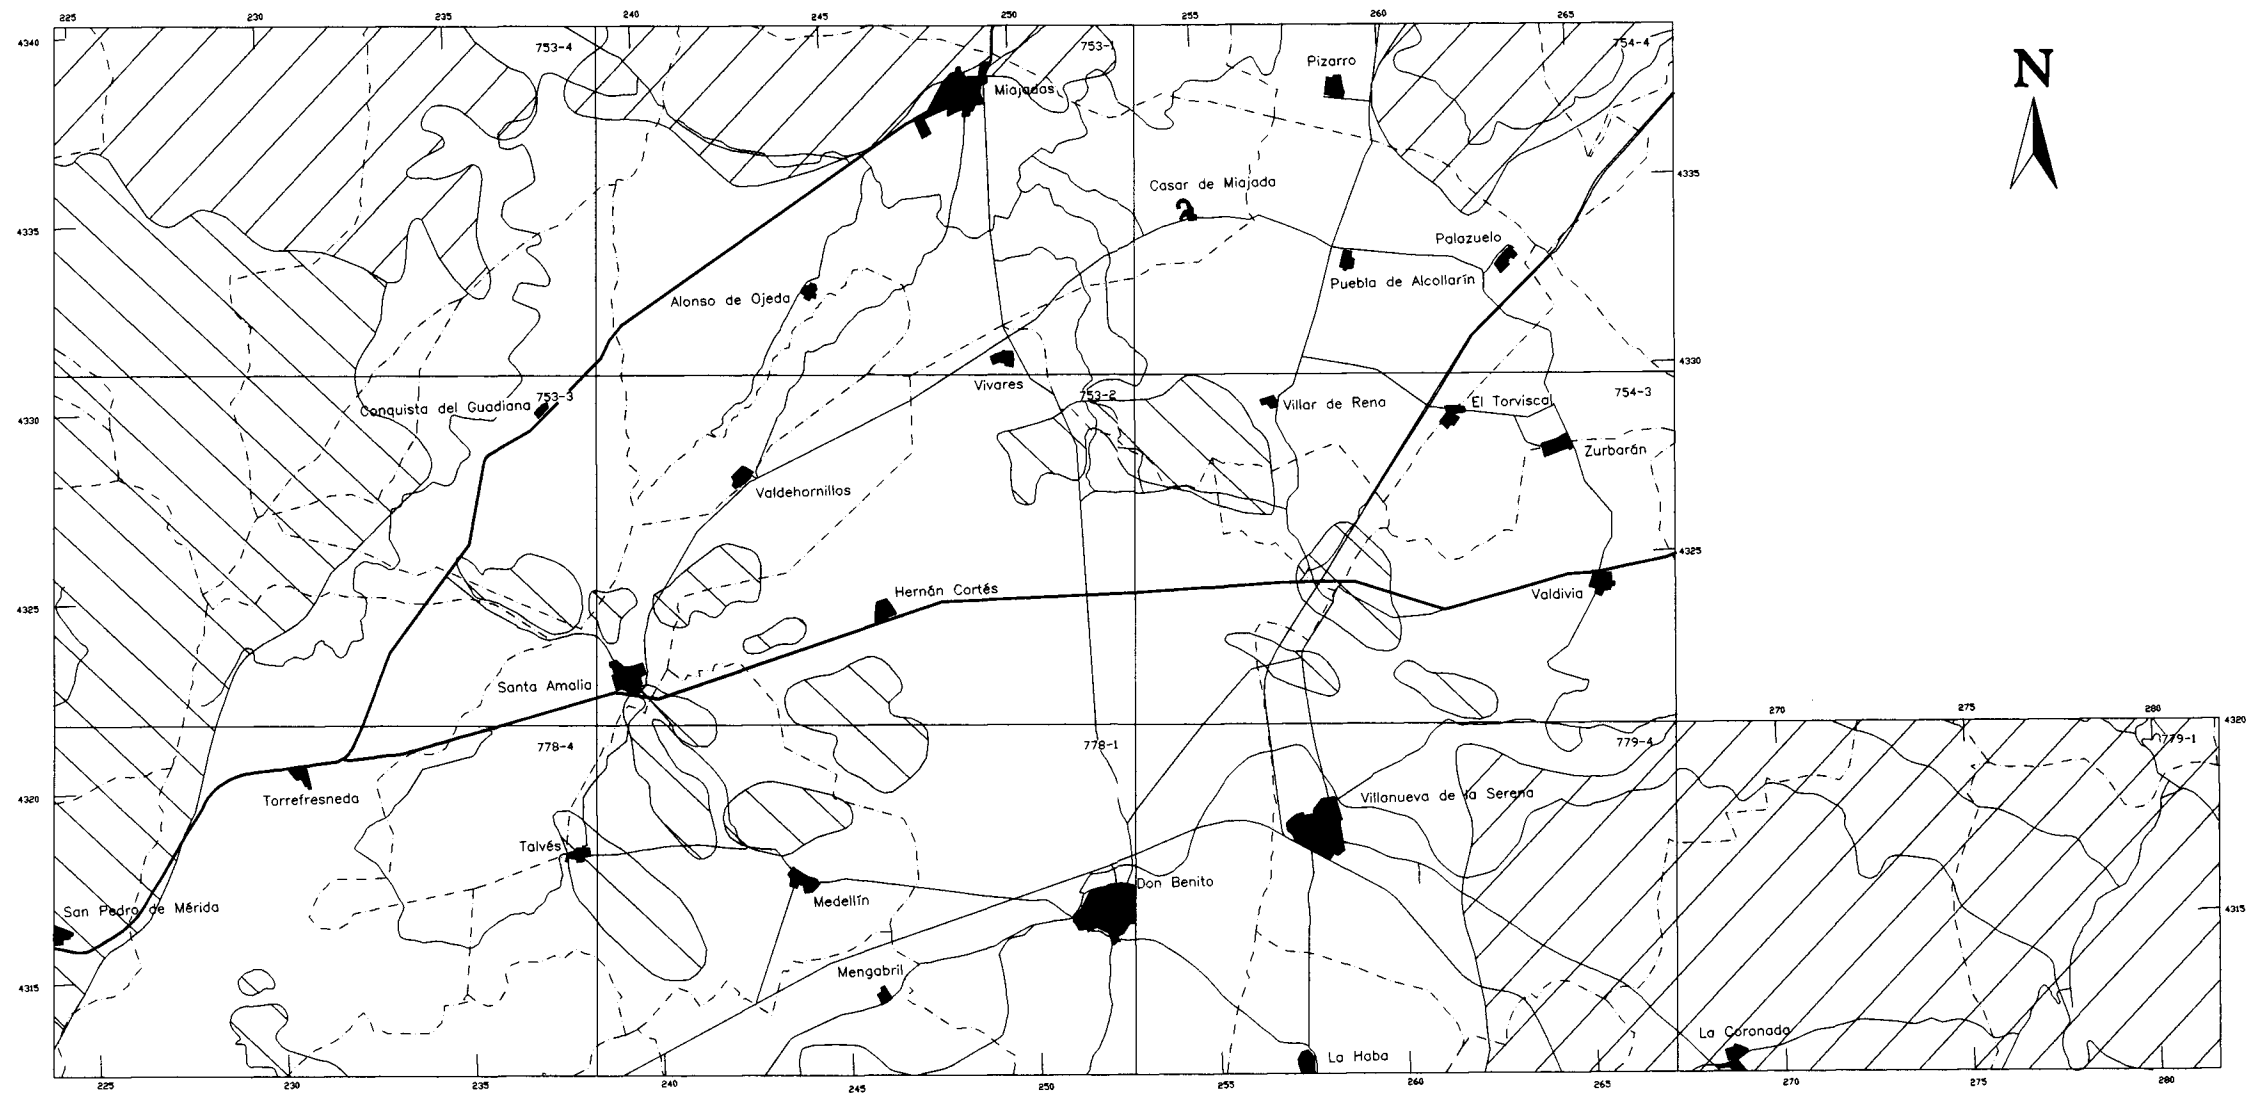 225 230 235 240 245 250 255 260 265
4340
753-4
753-1
754-4
N
Pizarro
Miajadas
4335
Casar de Miajada
4335
Palazuelo
Puebla de Alcollarín
Alonso de Ojeda
4330
Vivares
753-3
753-2
754-3
Conquista del Guadiana
Villar de Rena
El Torviscal
4330
Zurbarán
Valdehornillos
4325
Hernán Cortés
Valdivia
4325
Santa Amalia
270 275 280
4320
778-4
778-1
779-4
779-1
Torrefresneda
4320
Villanueva de la Serena
Talvés
Don Benito
Medellín
San Pedro de Mérida
4315
Mengabril
4315
La Coronada
La Haba
225 230 235 240 245 250 255 260 265 270 275 280